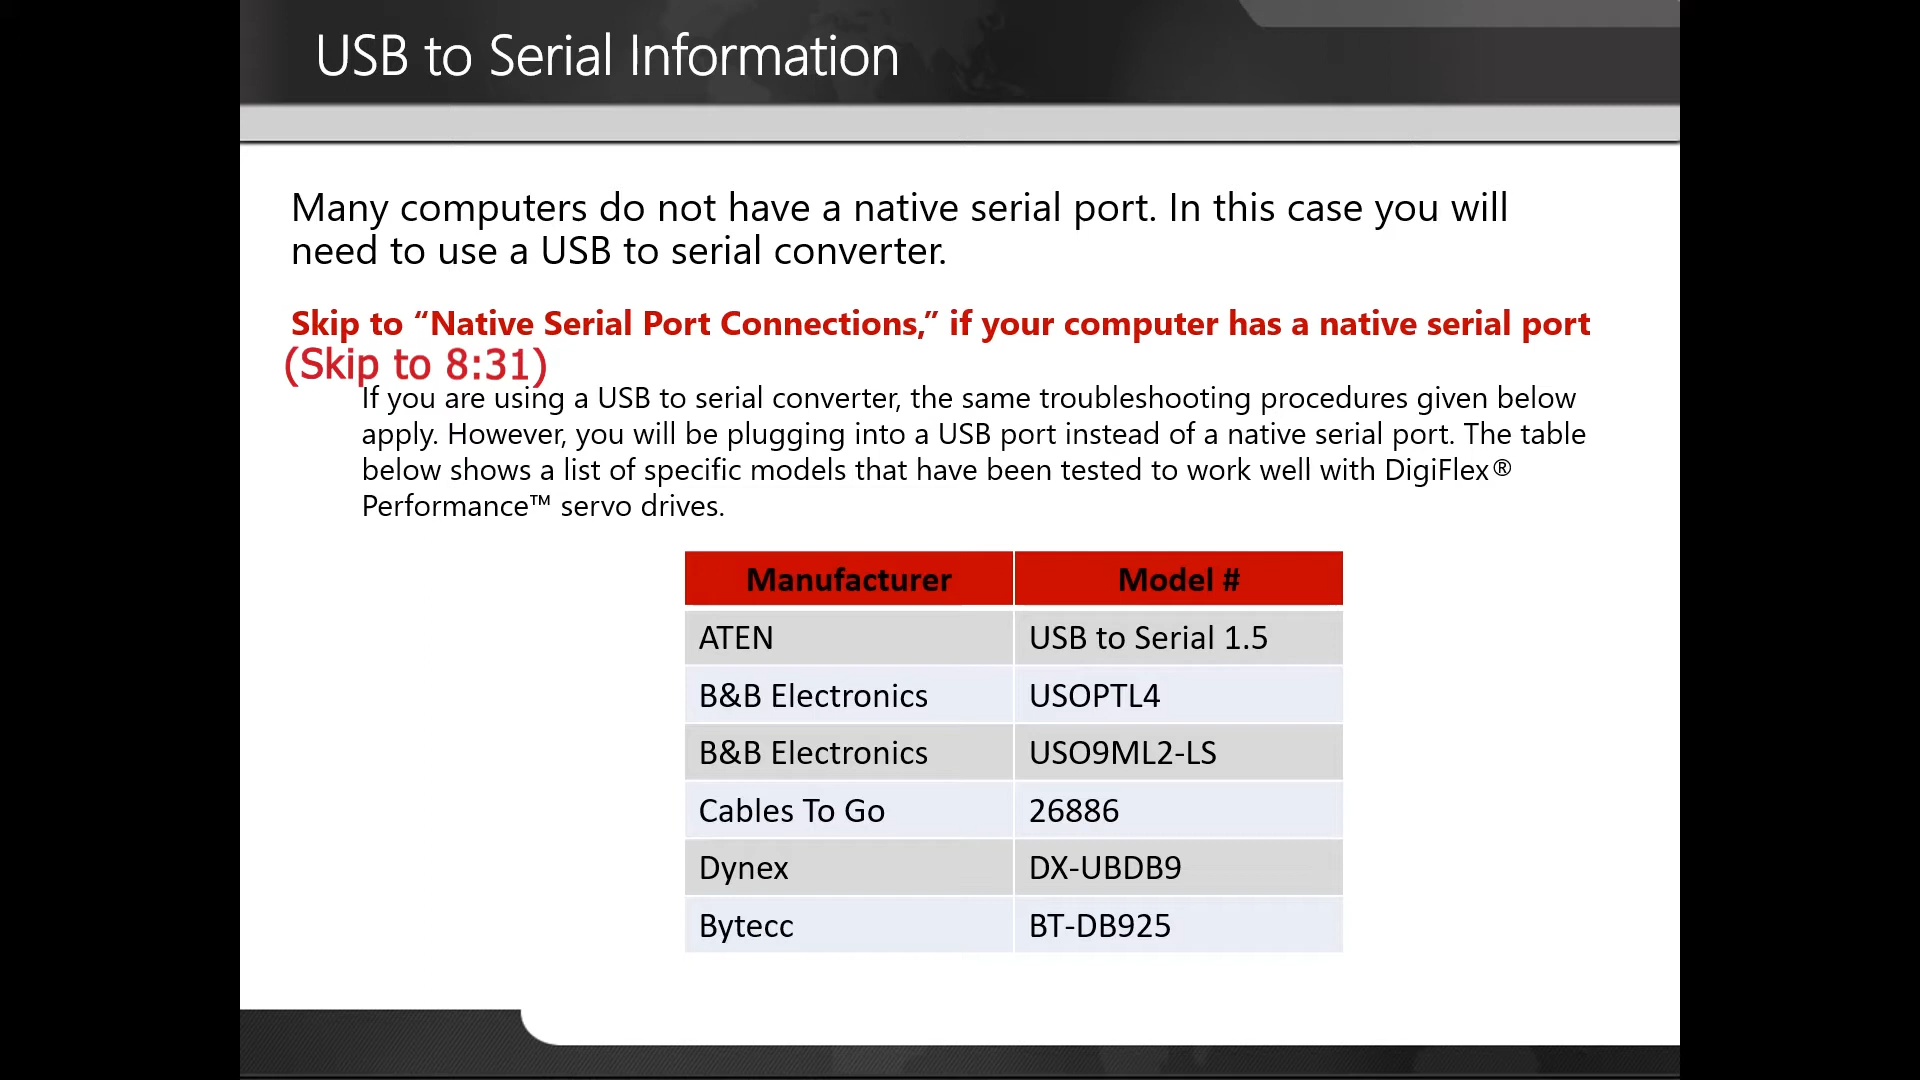 USB to Serial Information
Many computers do not have a native serial port. In this case you will
need to use a USB to serial converter.
Skip to “Native Serial Port Connections,” if your computer has a native serial port
(Skip to 8:31)
If you are using a USB to serial converter, the same troubleshooting procedures given below
apply. However, you will be plugging into a USB port instead of a native serial port. The table
below shows a list of specific models that have been tested to work well with DigiFlex®
Performance™ servo drives.
Manufacturer Model #
ATEN USB to Serial 1.5
B&B Electronics USOPTL4
B&B Electronics USO9ML2-LS
Cables To Go 26886
Dynex DX-UBDB9
Bytecc BT-DB925